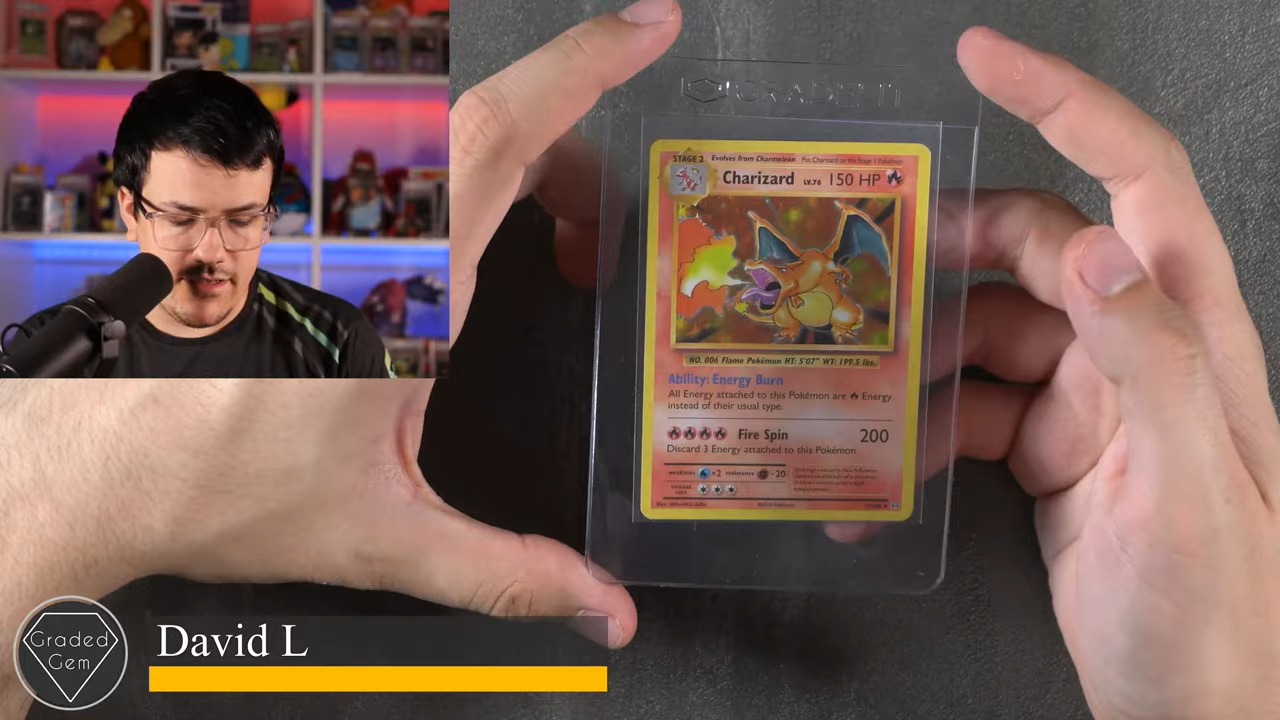 GRADED
STAGE 2
Evolves from Charmeleon
Put Charizard on the Stage 1 Pokémon
Charizard LV.76 150 HP
NO. 006 Flame Pokémon HT: 5'07" WT: 199.5 lbs.
Ability: Energy Burn
All Energy attached to this Pokémon are Energy
instead of their usual type.
Fire Spin 200
Discard 3 Energy attached to this Pokémon
weakness ×2 resistance -20
retreat
cost
Graded
Gem
David L